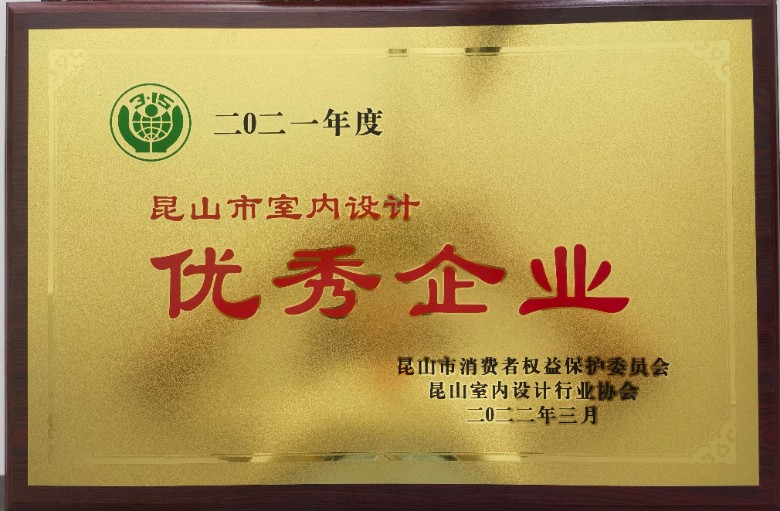 3·15
二0二一年度
昆山市室内设计
优秀企业
昆山市消费者权益保护委员会
昆山室内设计行业协会
二0二二年三月